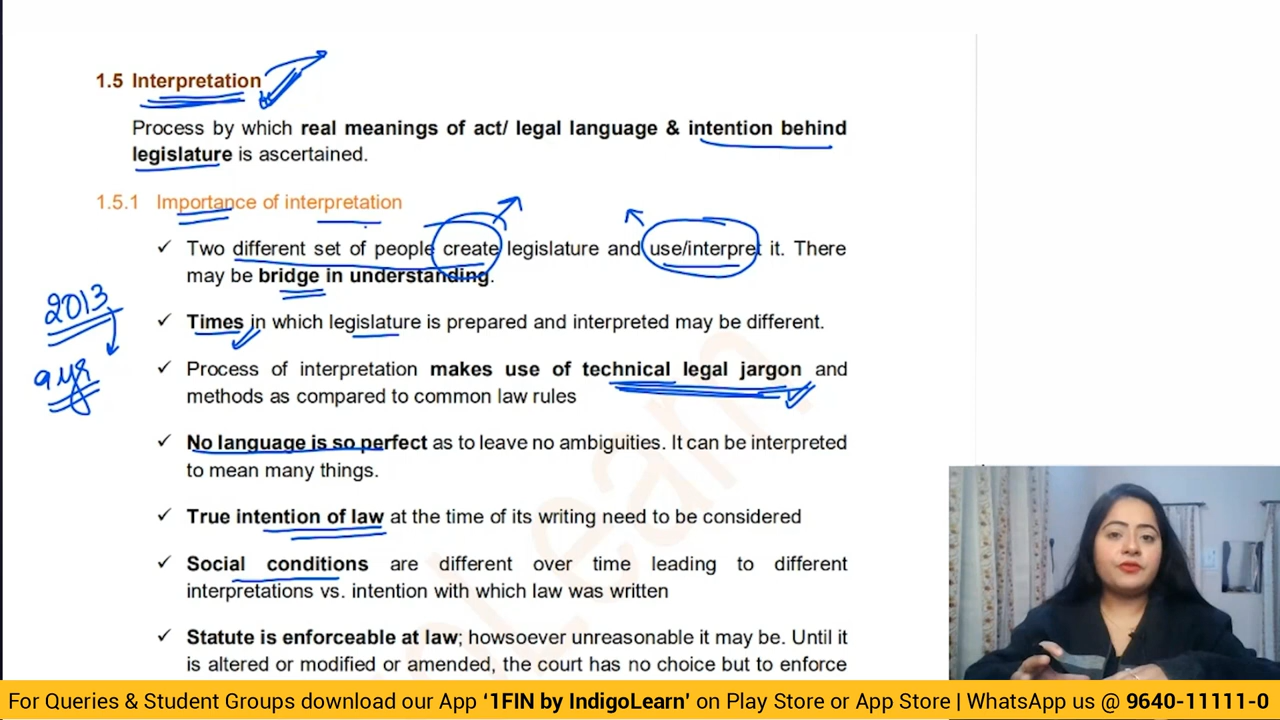 1.5 Interpretation
Process by which real meanings of act/ legal language & intention behind
legislature is ascertained.
1.5.1 Importance of interpretation
✓ Two different set of people create legislature and use/interpret it. There
may be bridge in understanding.
2013
✓ Times in which legislature is prepared and interpreted may be different.
9 yr
✓ Process of interpretation makes use of technical legal jargon and
methods as compared to common law rules
✓ No language is so perfect as to leave no ambiguities. It can be interpreted
to mean many things.
✓ True intention of law at the time of its writing need to be considered
✓ Social conditions are different over time leading to different
interpretations vs. intention with which law was written
✓ Statute is enforceable at law; howsoever unreasonable it may be. Until it
is altered or modified or amended, the court has no choice but to enforce
For Queries & Student Groups download our App ‘1FIN by IndigoLearn’ on Play Store or App Store | WhatsApp us @ 9640-11111-0